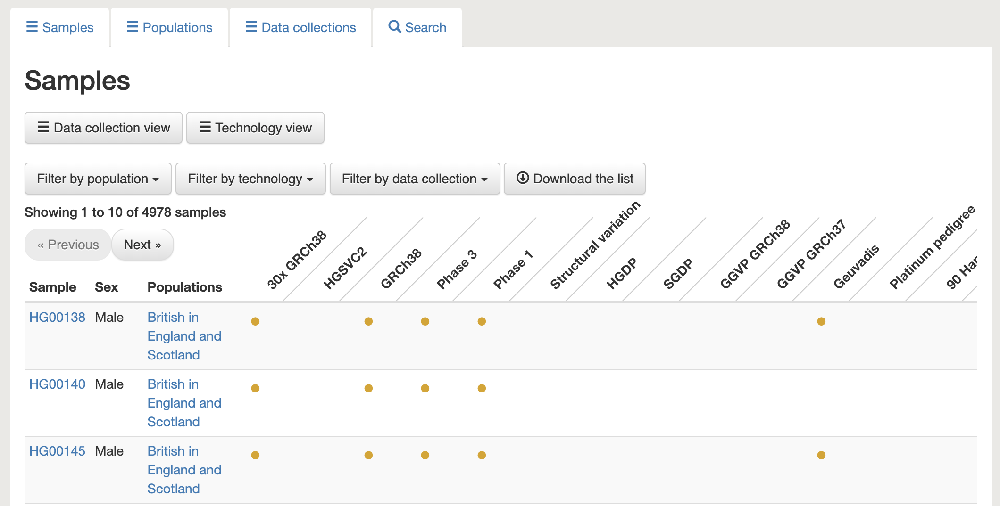 Samples
Populations
Data collections
Search
Samples
Data collection view
Technology view
Filter by population
Filter by technology
Filter by data collection
Download the list
Showing 1 to 10 of 4978 samples
« Previous
Next »
Sample
Sex
Populations
30x GRCh38
HGSVC2
GRCh38
Phase 3
Phase 1
Structural variation
HGDP
SGDP
GGVP GRCh38
GGVP GRCh37
Geuvadis
Platinum pedigree
90
HG00138
Male
British in
England and
Scotland
HG00140
Male
British in
England and
Scotland
HG00145
Male
British in
England and
Scotland